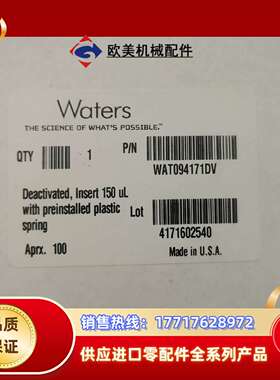 欧美机械配件
Waters
THE SCIENCE OF WHAT'S POSSIBLE.™
QTY 1 P/N
WAT094171DV
Deactivated, Insert 150 uL
with preinstalled plastic
spring
Lot
4171602540
Aprx. 100
Made in U.S.A.
品质
保证
销售热线:17717628972
供应进口零配件全系列产品